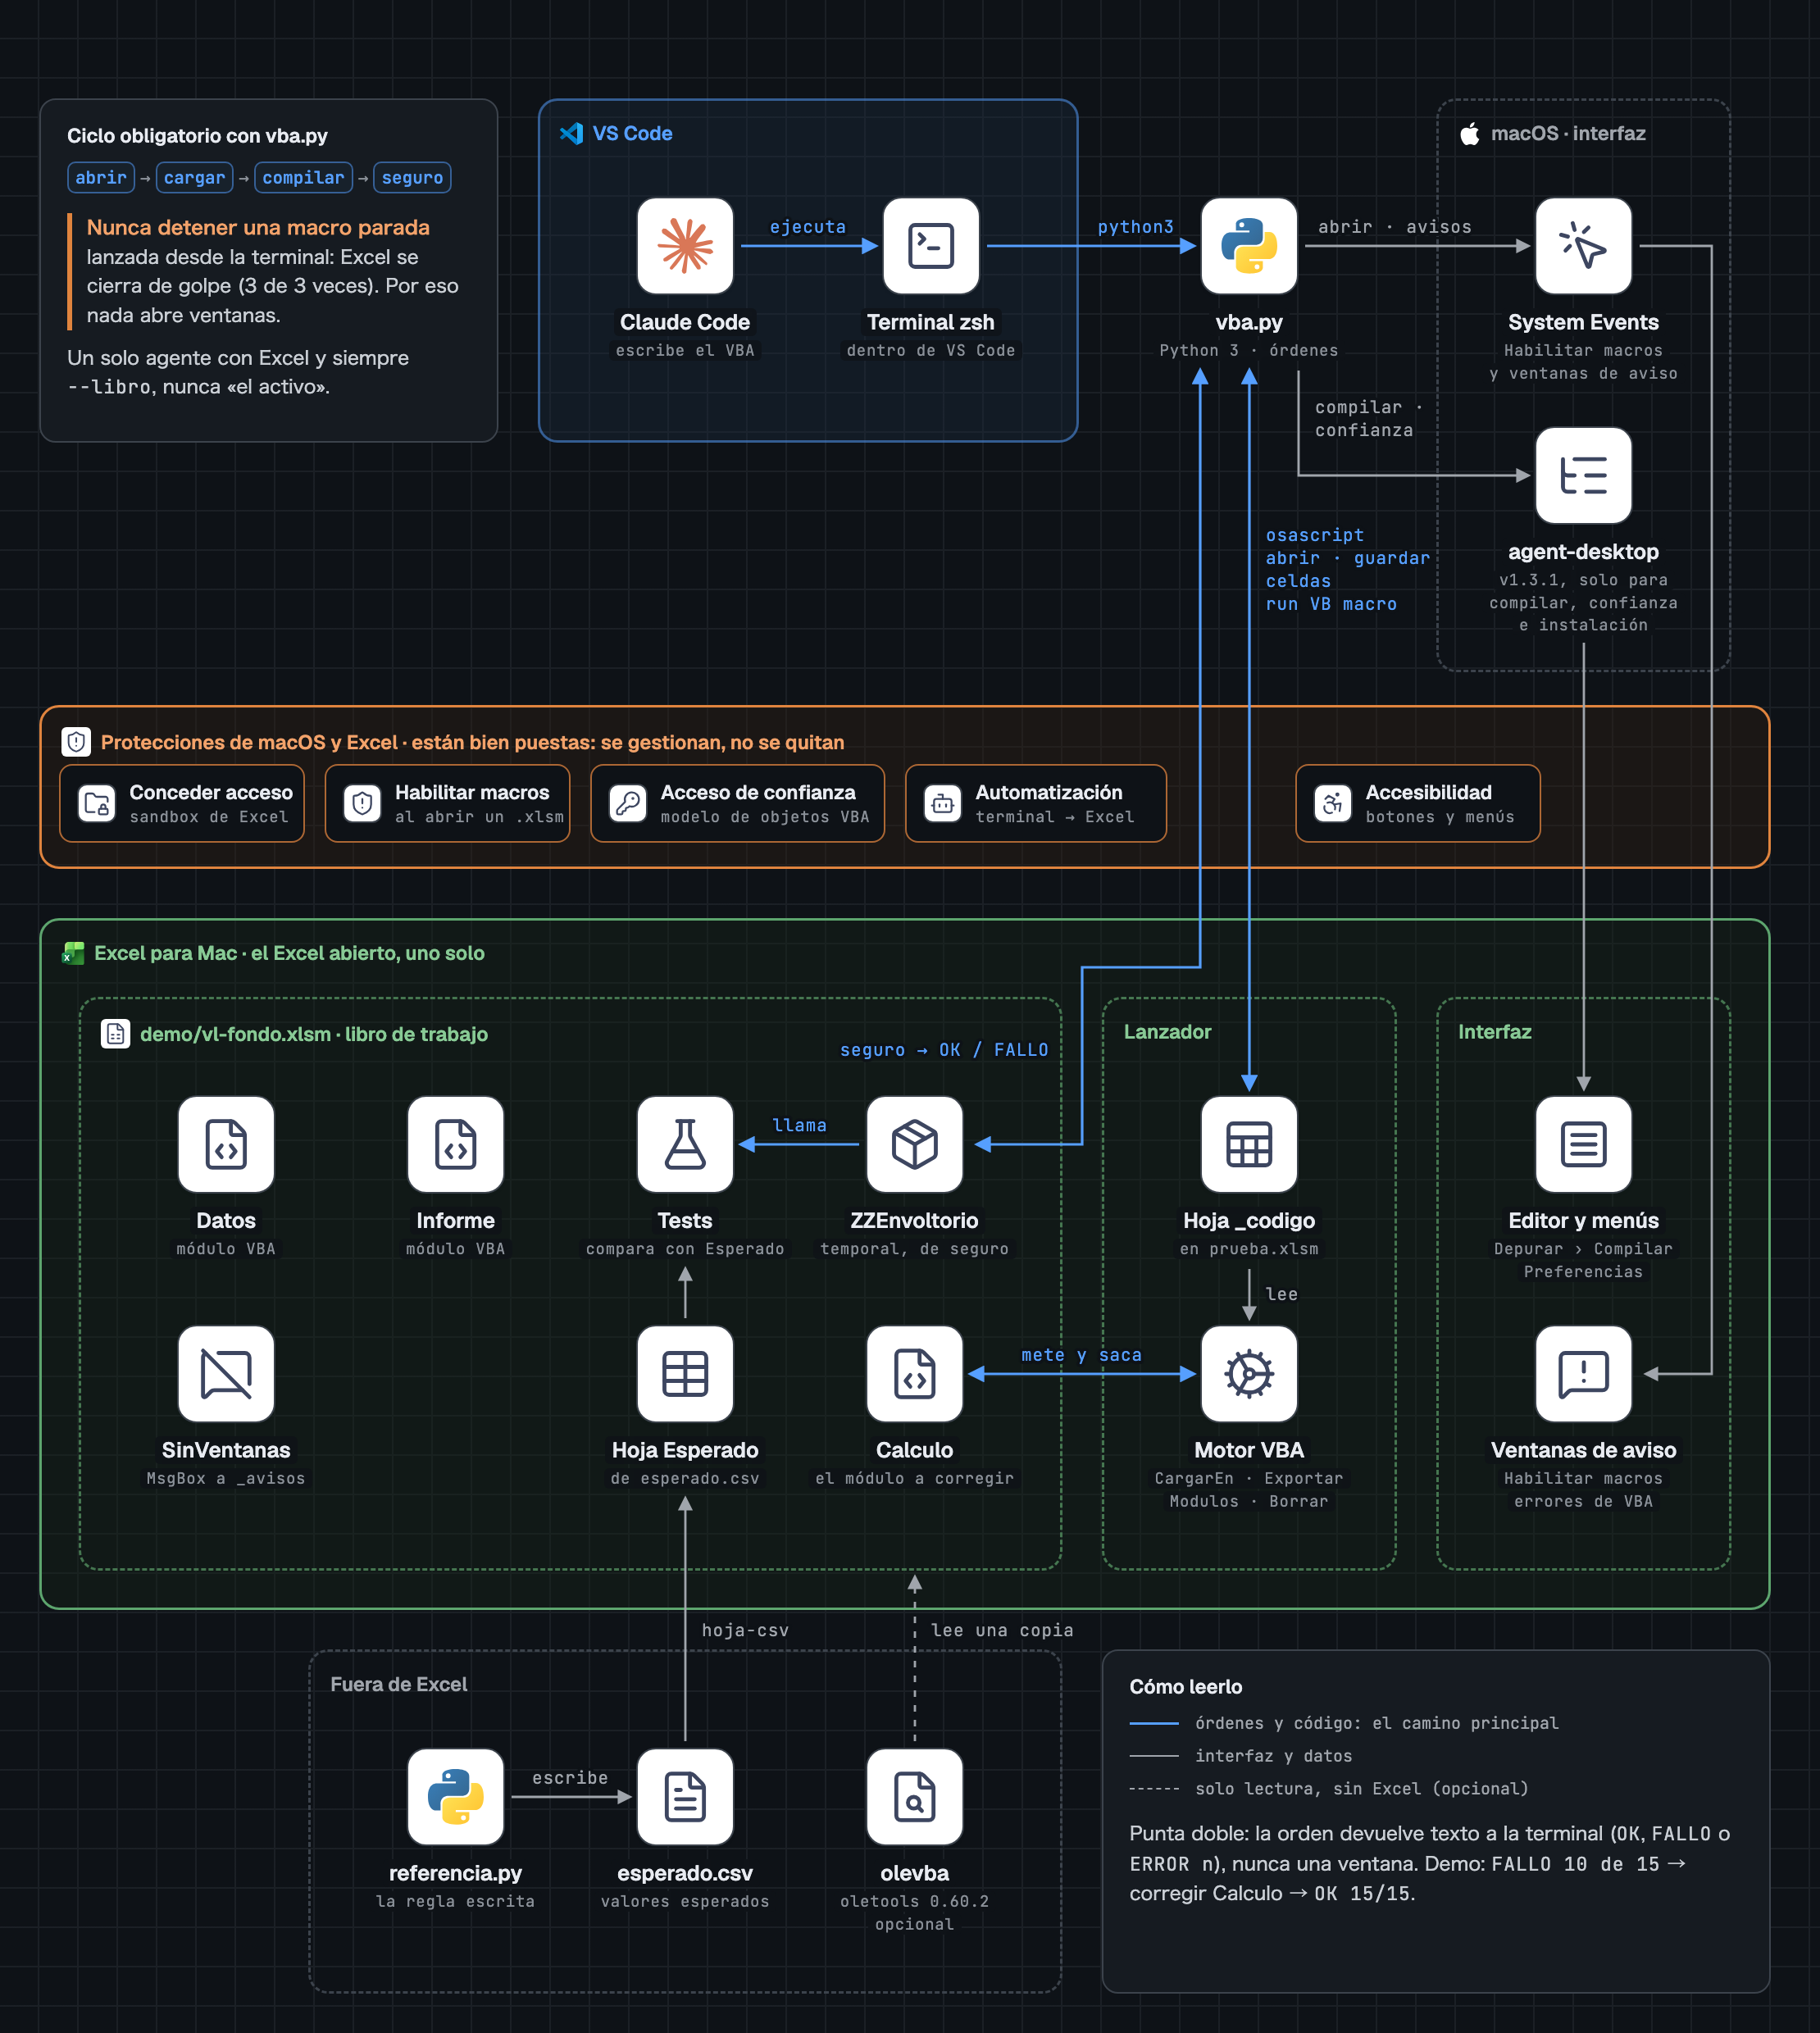 Ciclo obligatorio con vba.py
abrir → cargar → compilar → seguro
Nunca detener una macro parada
lanzada desde la terminal: Excel se
cierra de golpe (3 de 3 veces). Por eso
nada abre ventanas.
Un solo agente con Excel y siempre
--libro, nunca «el activo».
VS Code
ejecuta
Claude Code
escribe el VBA
Terminal zsh
dentro de VS Code
python3
vba.py
Python 3 · órdenes
abrir · avisos
compilar ·
confianza
osascript
abrir · guardar
celdas
run VB macro
macOS · interfaz
System Events
Habilitar macros
y ventanas de aviso
agent-desktop
v1.3.1, solo para
compilar, confianza
e instalación
Protecciones de macOS y Excel · están bien puestas: se gestionan, no se quitan
Conceder acceso
sandbox de Excel
Habilitar macros
al abrir un .xlsm
Acceso de confianza
modelo de objetos VBA
Automatización
terminal → Excel
Accesibilidad
botones y menús
Excel para Mac · el Excel abierto, uno solo
demo/vl-fondo.xlsm · libro de trabajo
seguro → OK / FALLO
llama
Datos
módulo VBA
Informe
módulo VBA
Tests
compara con Esperado
ZZEnvoltorio
temporal, de seguro
SinVentanas
MsgBox a _avisos
Hoja Esperado
de esperado.csv
Calculo
el módulo a corregir
mete y saca
Lanzador
Hoja _codigo
en prueba.xlsm
lee
Motor VBA
CargarEn · Exportar
Modulos · Borrar
Interfaz
Editor y menús
Depurar › Compilar
Preferencias
Ventanas de aviso
Habilitar macros
errores de VBA
hoja-csv
lee una copia
Fuera de Excel
escribe
referencia.py
la regla escrita
esperado.csv
valores esperados
olevba
oletools 0.60.2
opcional
Cómo leerlo
órdenes y código: el camino principal
interfaz y datos
solo lectura, sin Excel (opcional)
Punta doble: la orden devuelve texto a la terminal (OK, FALLO o
ERROR n), nunca una ventana. Demo: FALLO 10 de 15 →
corregir Calculo → OK 15/15.